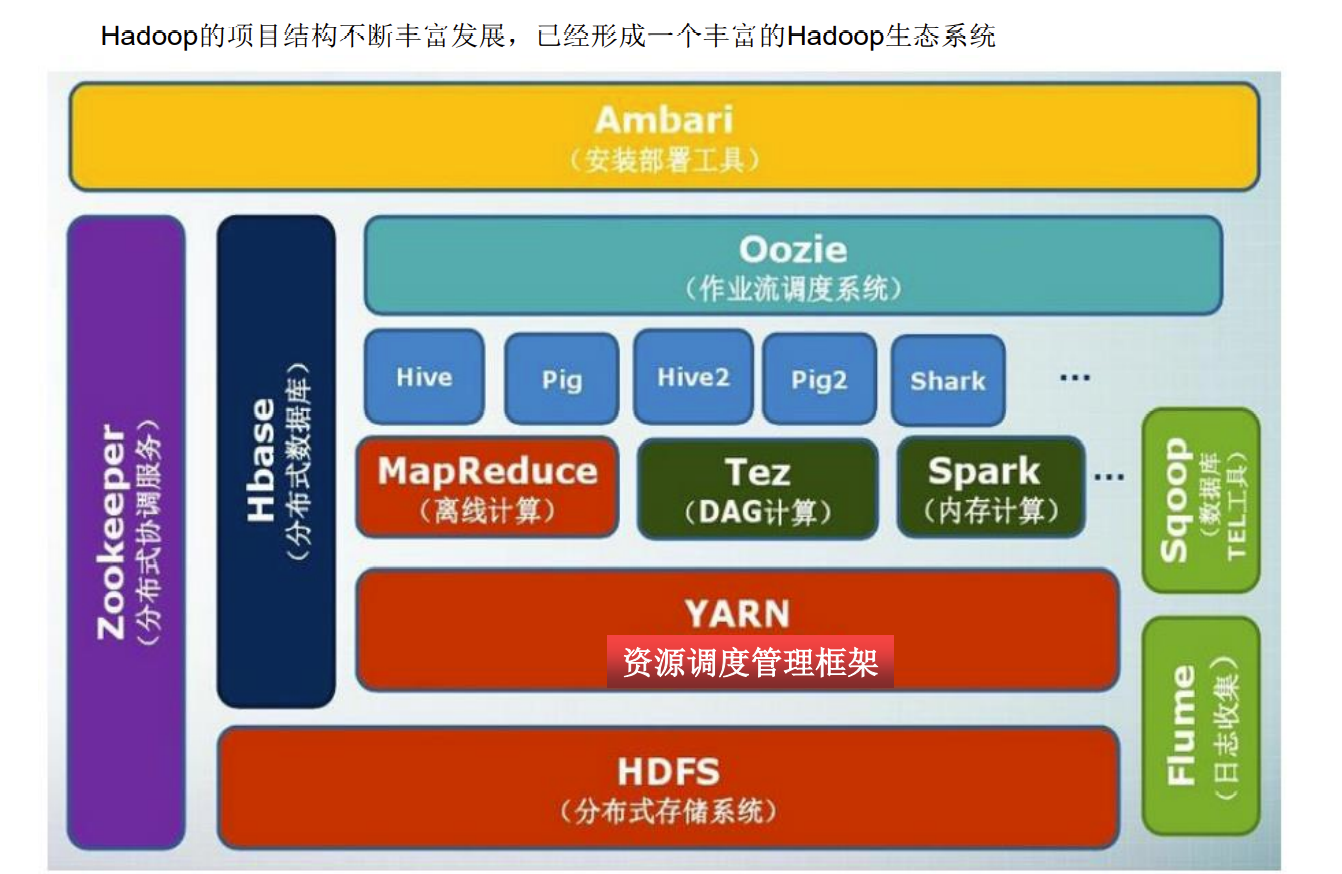 Hadoop的项目结构不断丰富发展，已经形成一个丰富的Hadoop生态系统
Ambari
（安装部署工具）
Zookeeper
（分布式协调服务）
Hbase
（分布式数据库）
Oozie
（作业流调度系统）
Hive
Pig
Hive2
Pig2
Shark
...
MapReduce
（离线计算）
Tez
（DAG计算）
Spark
（内存计算）
...
Sqoop
（数据库
TEL工具）
YARN
资源调度管理框架
Flume
（日志收集）
HDFS
（分布式存储系统）